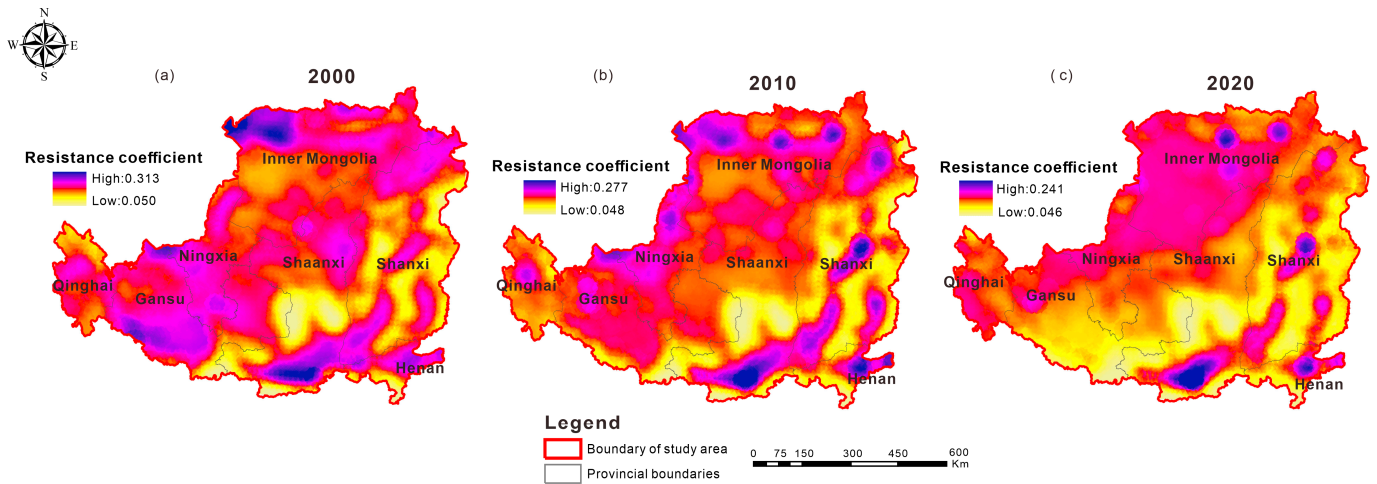 N
W
E
S
(a)
2000
Resistance coefficient
High:0.313
Low:0.050
Inner Mongolia
Ningxia
Shaanxi
Shanxi
Qinghai
Gansu
Henan
(b)
2010
Resistance coefficient
High:0.277
Low:0.048
Inner Mongolia
Ningxia
Shaanxi
Shanxi
Qinghai
Gansu
Henan
( c)
2020
Resistance coefficient
High:0.241
Low:0.046
Inner Mongolia
Ningxia
Shaanxi
Shanxi
Qinghai
Gansu
Henan
Legend
Boundary of study area
Provincial boundaries
0 75 150 300 450 600
Km